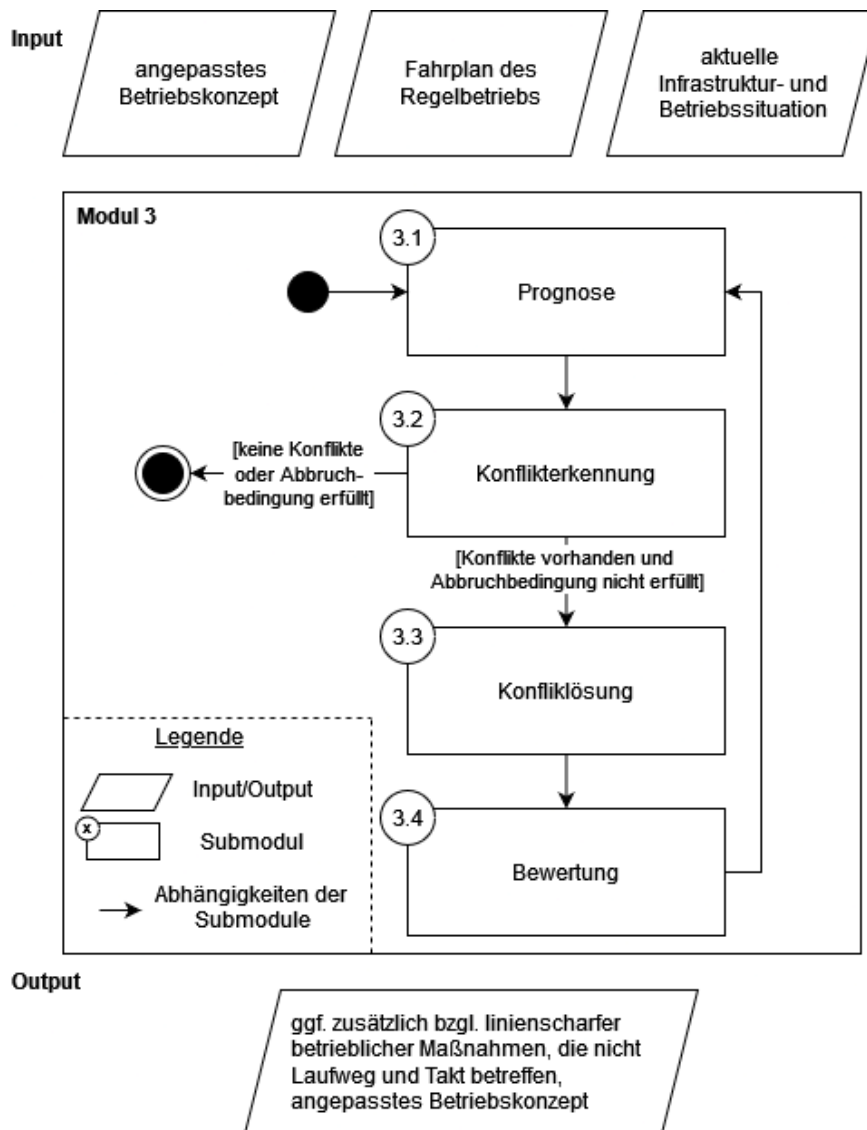 Input
angepasstes
Betriebskonzept
Fahrplan des
Regelbetriebs
aktuelle
Infrastruktur- und
Betriebssituation
Modul 3
3.1
Prognose
3.2
Konflikterkennung
[keine Konflikte
oder Abbruch-
bedingung erfüllt]
[Konflikte vorhanden und
Abbruchbedingung nicht erfüllt]
3.3
Konfliklösung
3.4
Bewertung
Legende
Input/Output
x
Submodul
Abhängigkeiten der
Submodule
Output
ggf. zusätzlich bzgl. linienscharfer
betrieblicher Maßnahmen, die nicht
Laufweg und Takt betreffen,
angepasstes Betriebskonzept